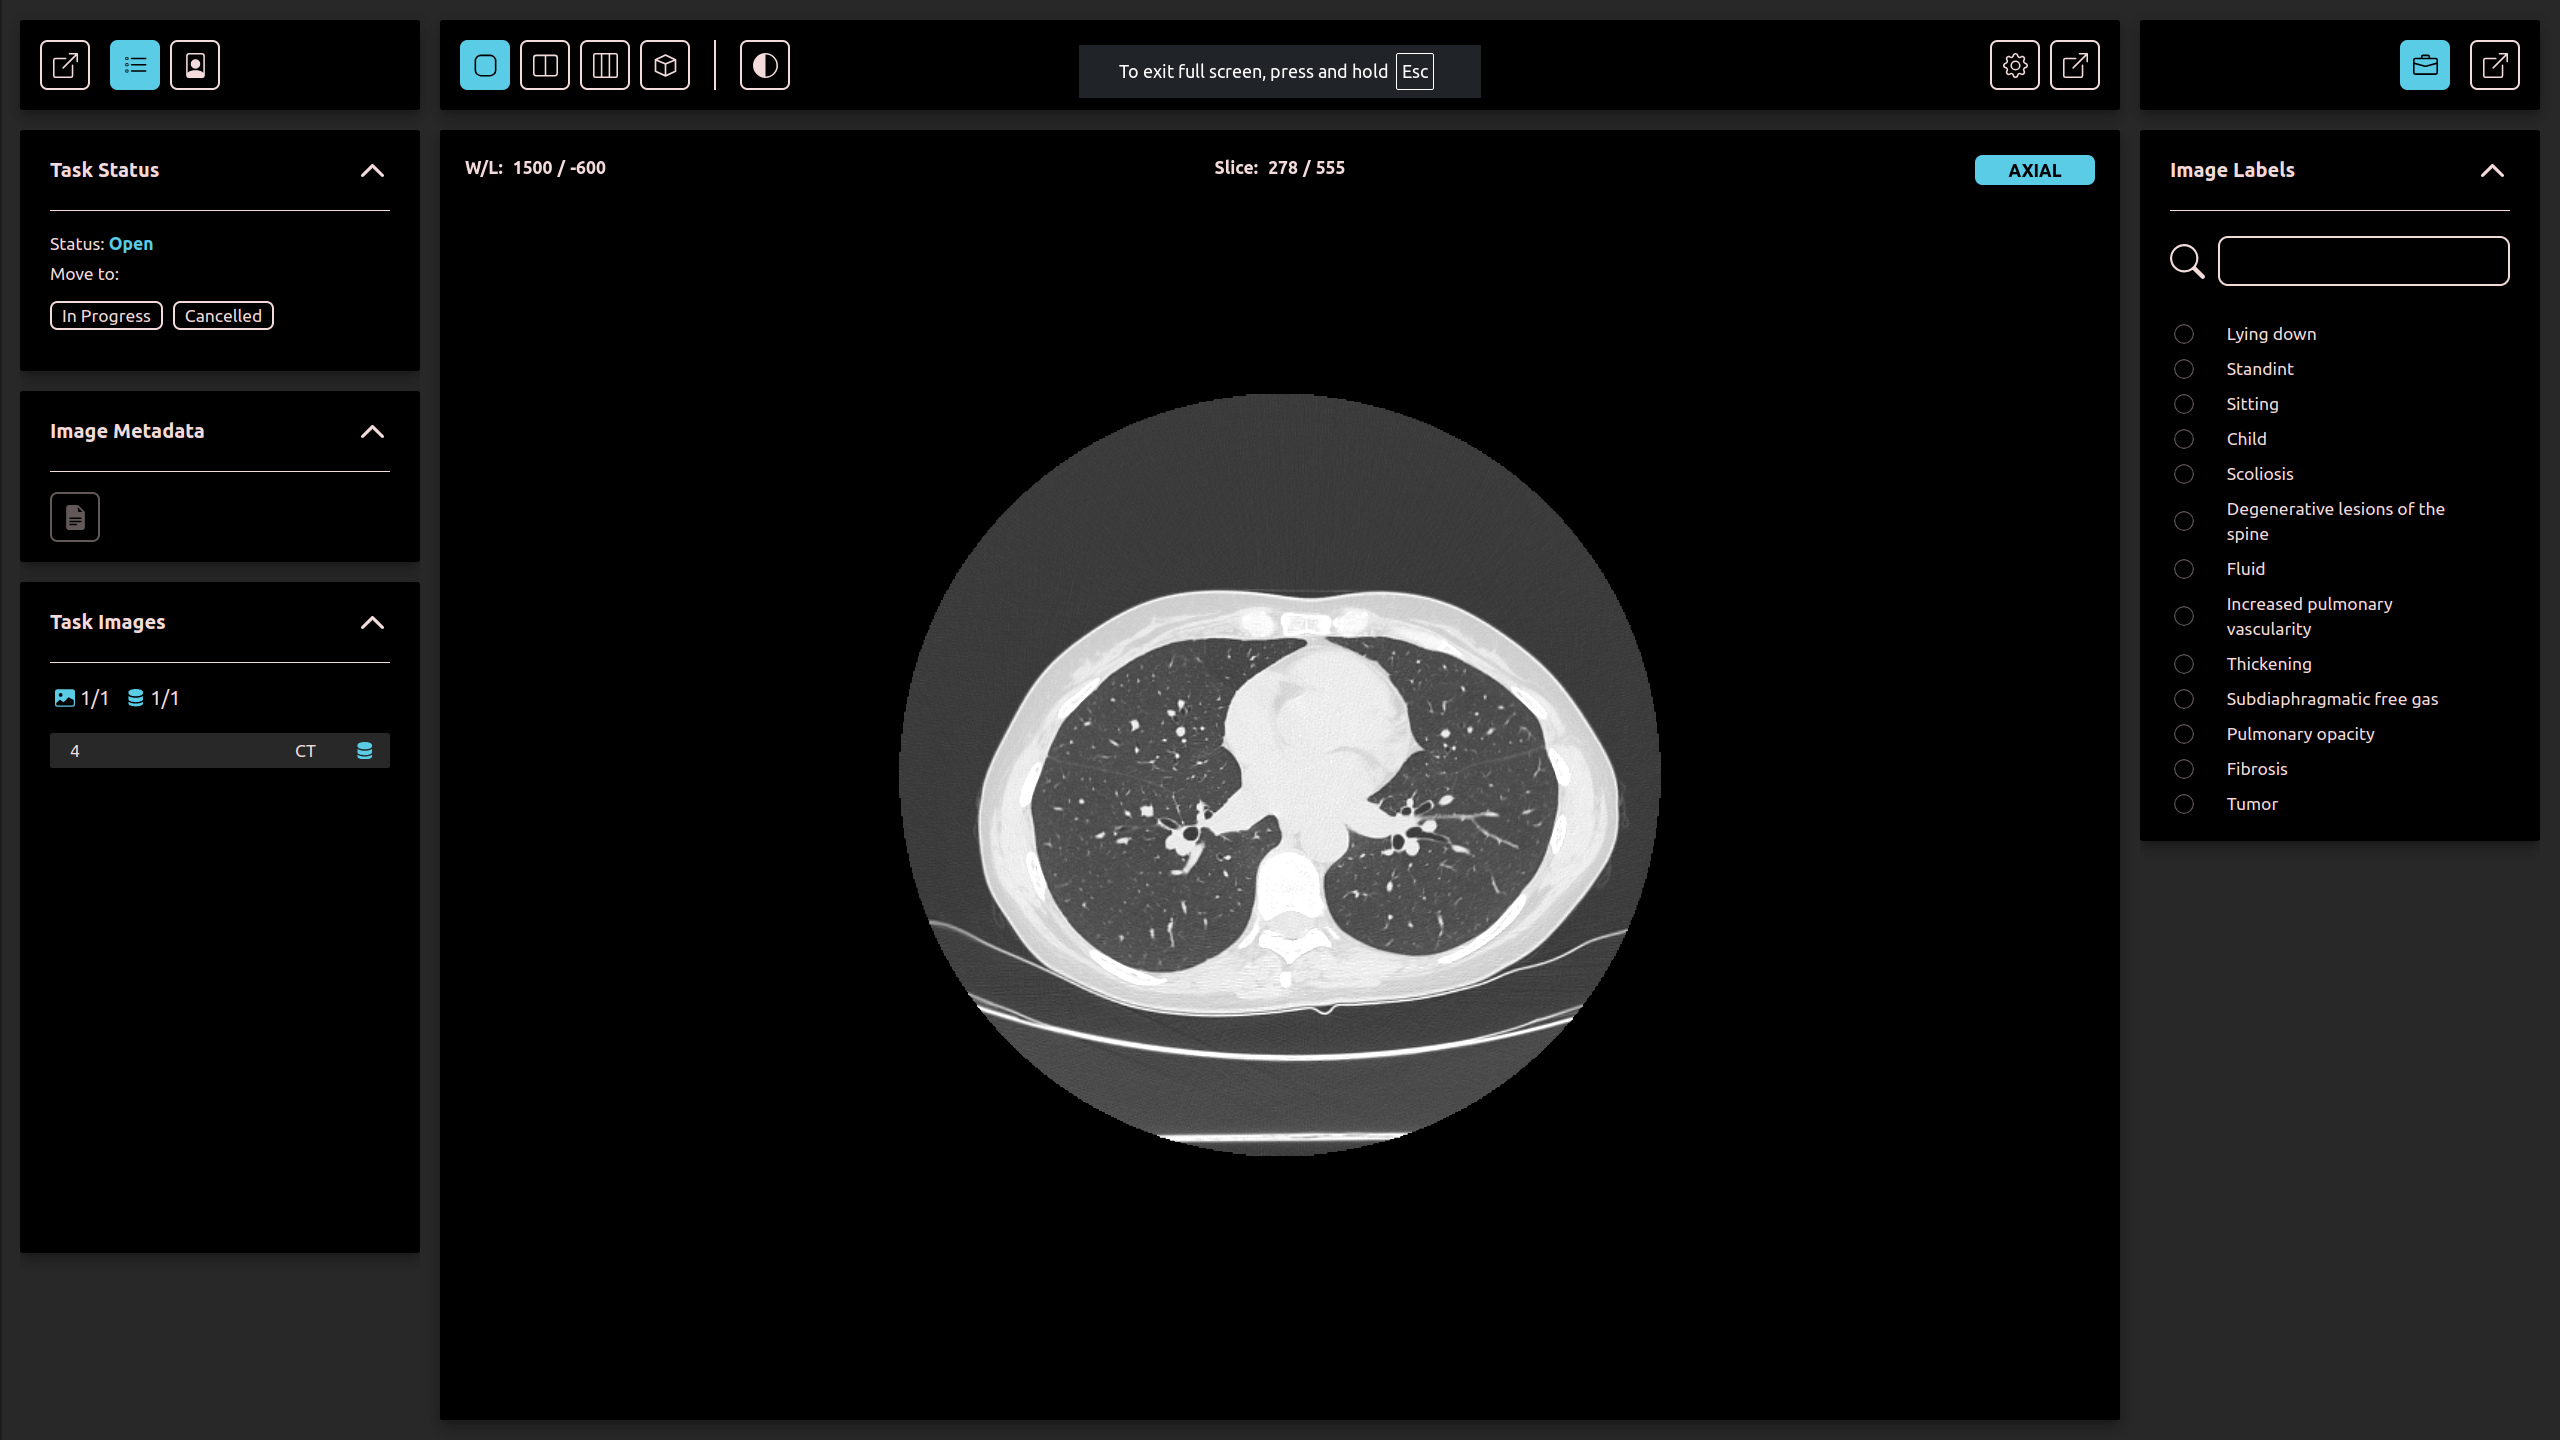 To exit full screen, press and hold Esc
Task Status
Status: Open
Move to:
In Progress
Cancelled
Image Metadata
Task Images
1/1 1/1
4 CT
W/L: 1500 / -600
Slice: 278 / 555
AXIAL
Image Labels
Lying down
Standint
Sitting
Child
Scoliosis
Degenerative lesions of the
spine
Fluid
Increased pulmonary
vascularity
Thickening
Subdiaphragmatic free gas
Pulmonary opacity
Fibrosis
Tumor